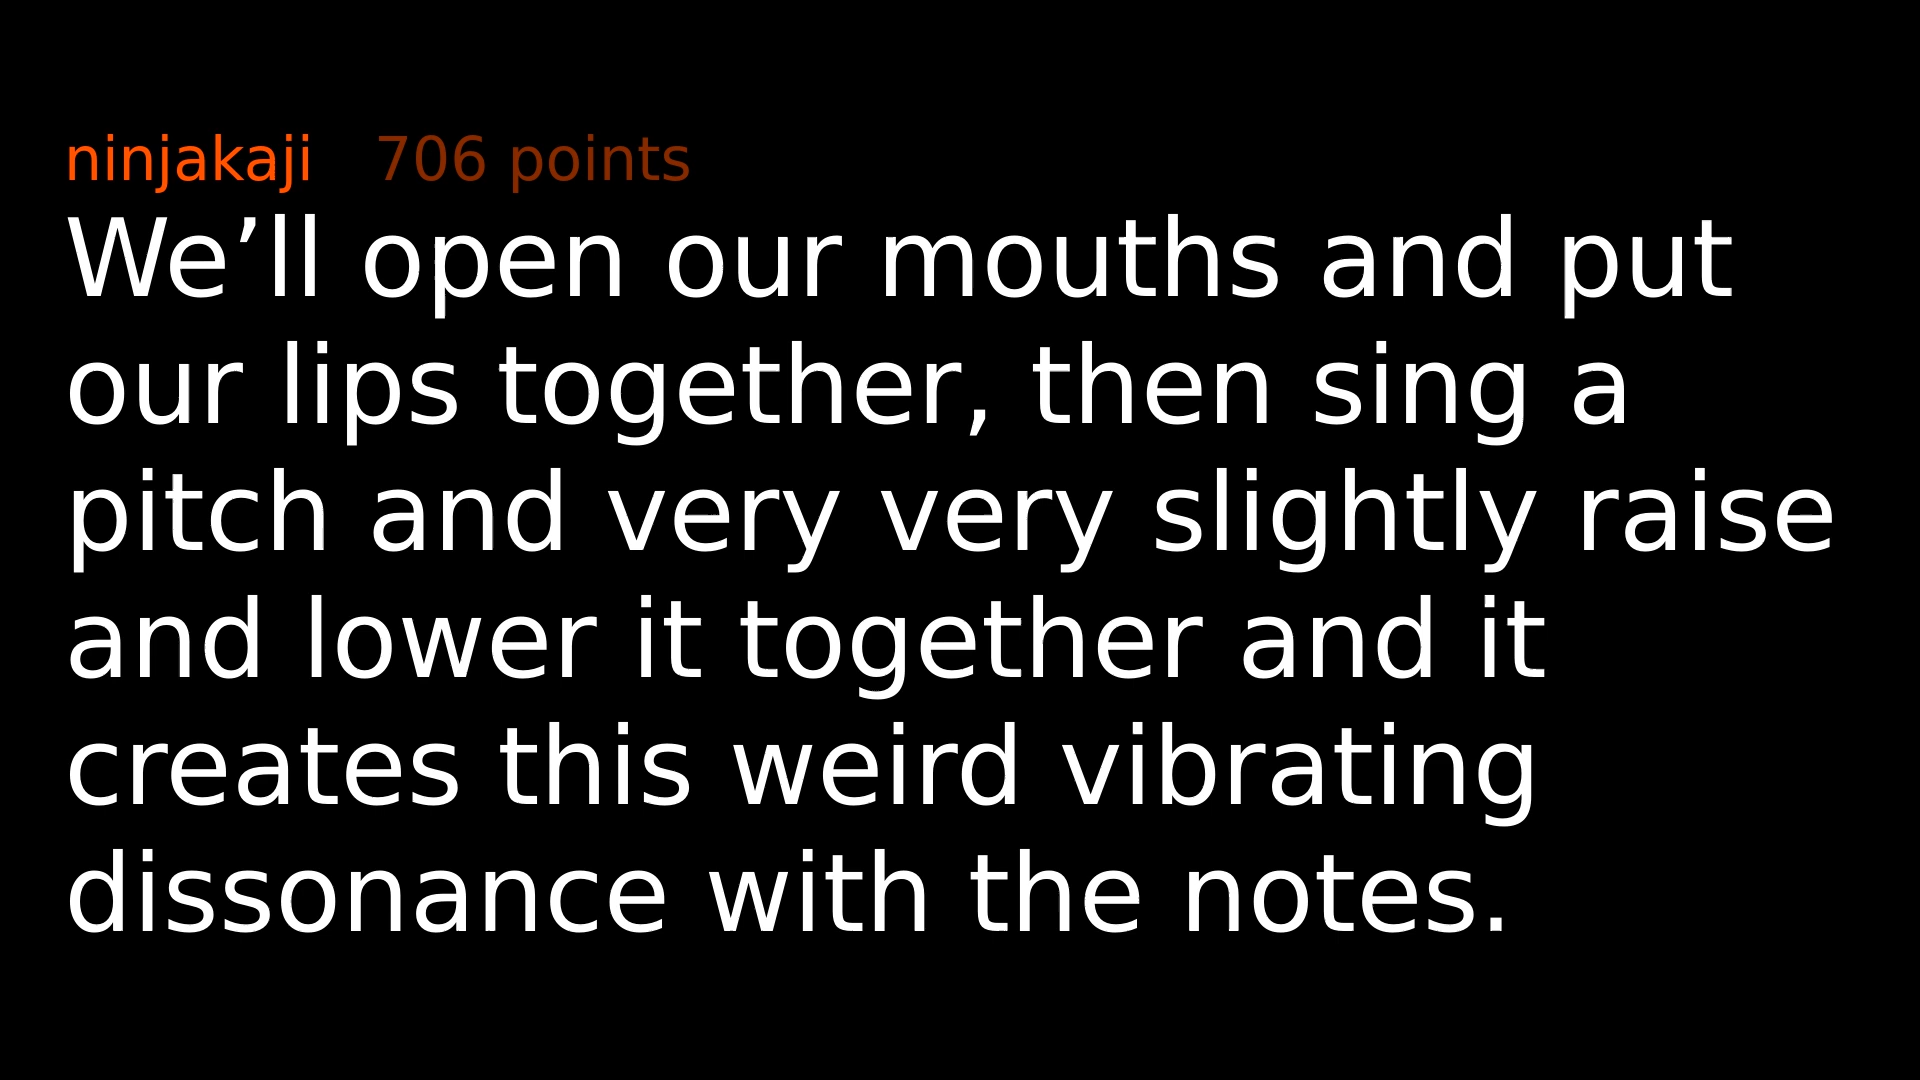 ninjakaji 706 points
We’ll open our mouths and put
our lips together, then sing a
pitch and very very slightly raise
and lower it together and it
creates this weird vibrating
dissonance with the notes.